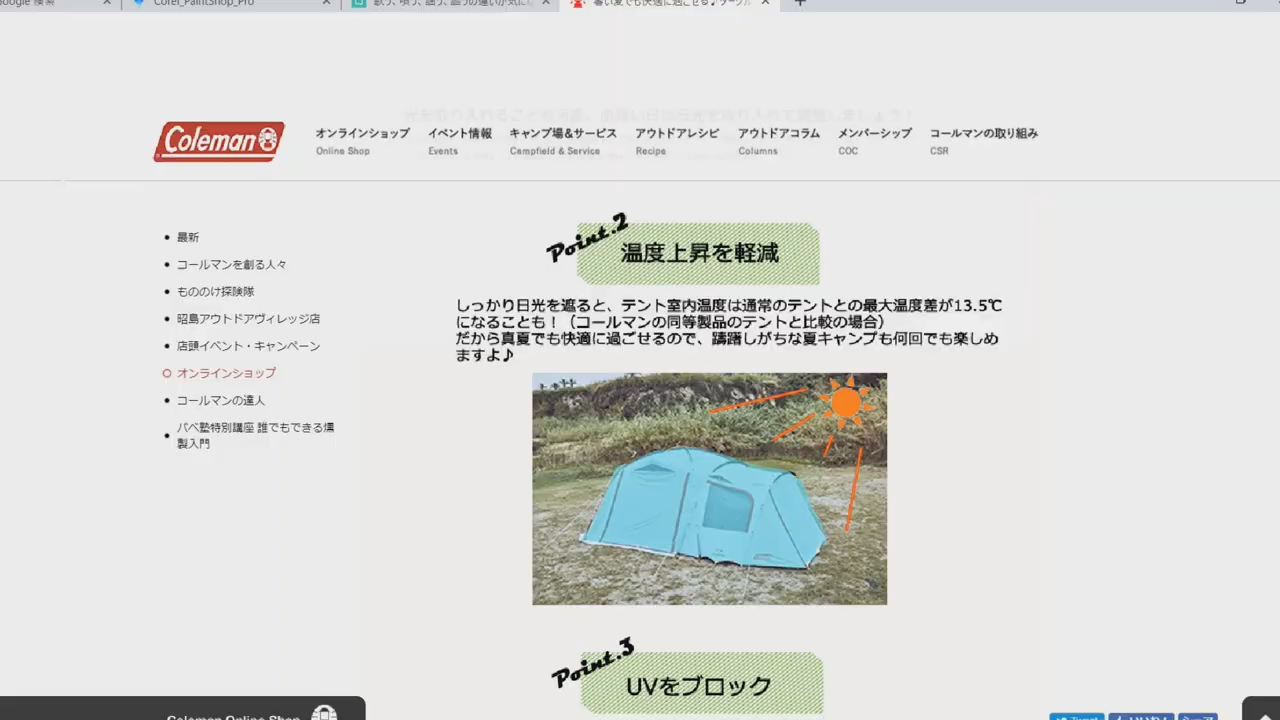 Corel_PaintShop_Pro
Coleman
オンラインショップ
Online Shop
イベント情報
Events
キャンプ場&サービス
Campfield & Service
アウトドアレシピ
Recipe
アウトドアコラム
Columns
メンバーシップ
COC
コールマンの取り組み
CSR
最新
コールマンを創る人々
もののけ探険隊
昭島アウトドアヴィレッジ店
店頭イベント・キャンペーン
オンラインショップ
コールマンの達人
パベ塾特別講座 誰でもできる燻
製入門
Point.2
温度上昇を軽減
しっかり日光を遮ると、テント室内温度は通常のテントとの最大温度差が13.5℃
になることも！（コールマンの同等製品のテントと比較の場合）
だから真夏でも快適に過ごせるので、躊躇しがちな夏キャンプも何回でも楽しめ
ますよ♪
Point.3
UVをブロック
Coleman Online Shop
Tweet